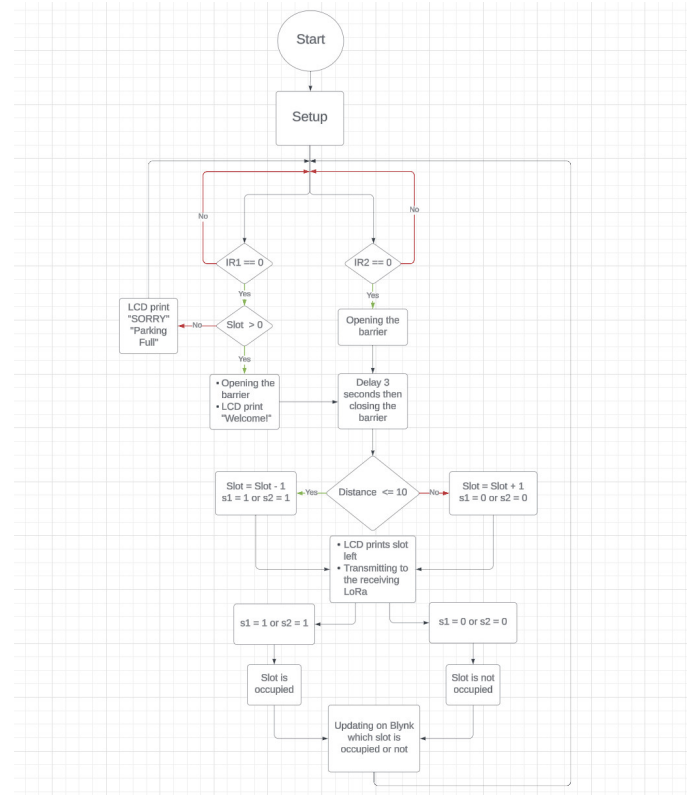 Start
Setup
No
No
IR1 == 0
IR2 == 0
Yes
Yes
LCD print
"SORRY"
"Parking
Full"
No
Slot > 0
Opening the
barrier
Yes
• Opening the
barrier
• LCD print
"Welcome!"
Delay 3
seconds then
closing the
barrier
Slot = Slot - 1
s1 = 1 or s2 = 1
Yes
Distance <= 10
No
Slot = Slot + 1
s1 = 0 or s2 = 0
• LCD prints slot
left
• Transmitting to
the receiving
LoRa
s1 = 1 or s2 = 1
s1 = 0 or s2 = 0
Slot is
occupied
Slot is not
occupied
Updating on Blynk
which slot is
occupied or not